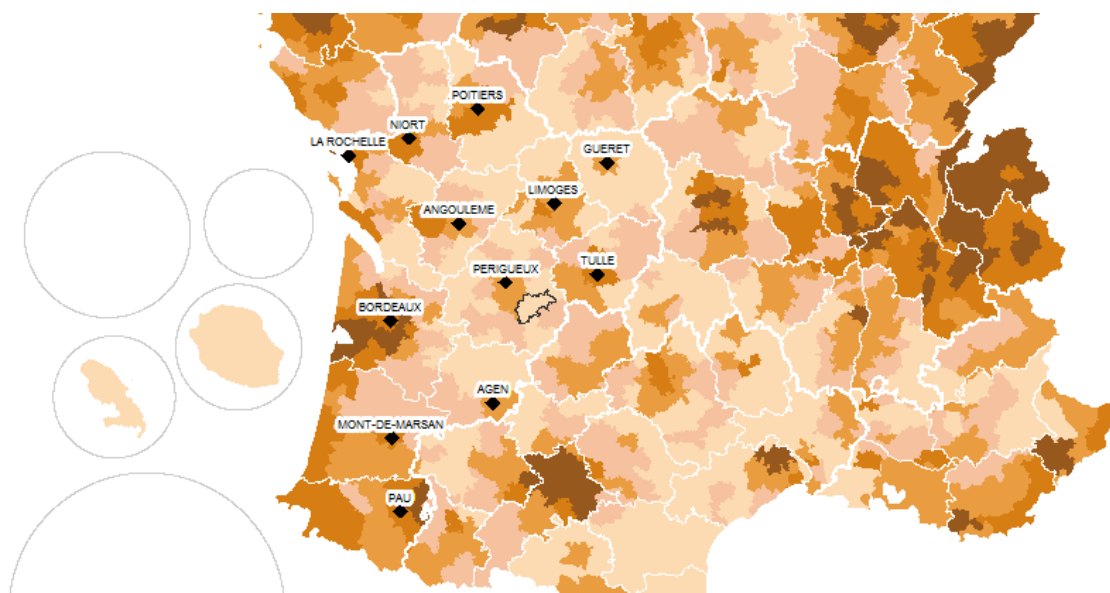 POITIERS
NIORT
LA ROCHELLE
GUERET
LIMOGES
ANGOULEME
TULLE
PERIGUEUX
BORDEAUX
AGEN
MONT-DE-MARSAN
PAU